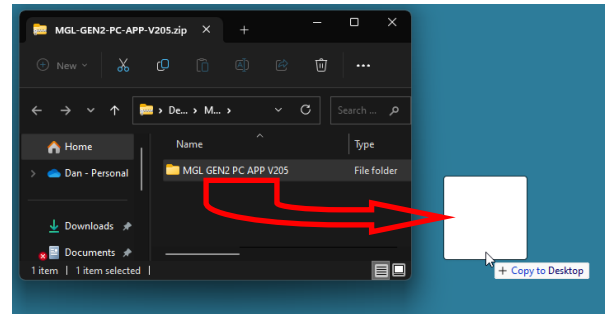 MGL-GEN2-PC-APP-V205.zip
New
De... M...
Search ...
Home
Name Type
Dan - Personal
MGL GEN2 PC APP V205 File folder
Downloads
Documents
1 item 1 item selected
+ Copy to Desktop